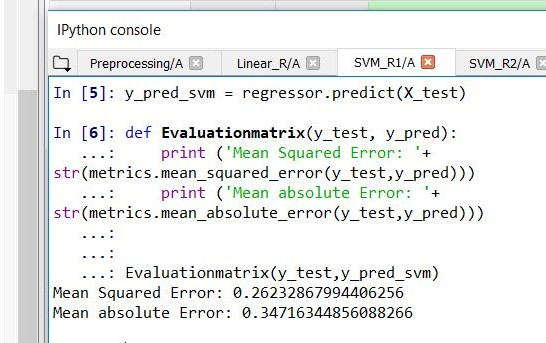 IPython console
Preprocessing/A Linear_R/A SVM_R1/A SVM_R2/A
In [5]: y_pred_svm = regressor.predict(X_test)
In [6]: def Evaluationmatrix(y_test, y_pred):
...: print ('Mean Squared Error: '+
str(metrics.mean_squared_error(y_test,y_pred)))
...: print ('Mean absolute Error: '+
str(metrics.mean_absolute_error(y_test,y_pred)))
...:
...:
...: Evaluationmatrix(y_test,y_pred_svm)
Mean Squared Error: 0.26232867994406256
Mean absolute Error: 0.34716344856088266